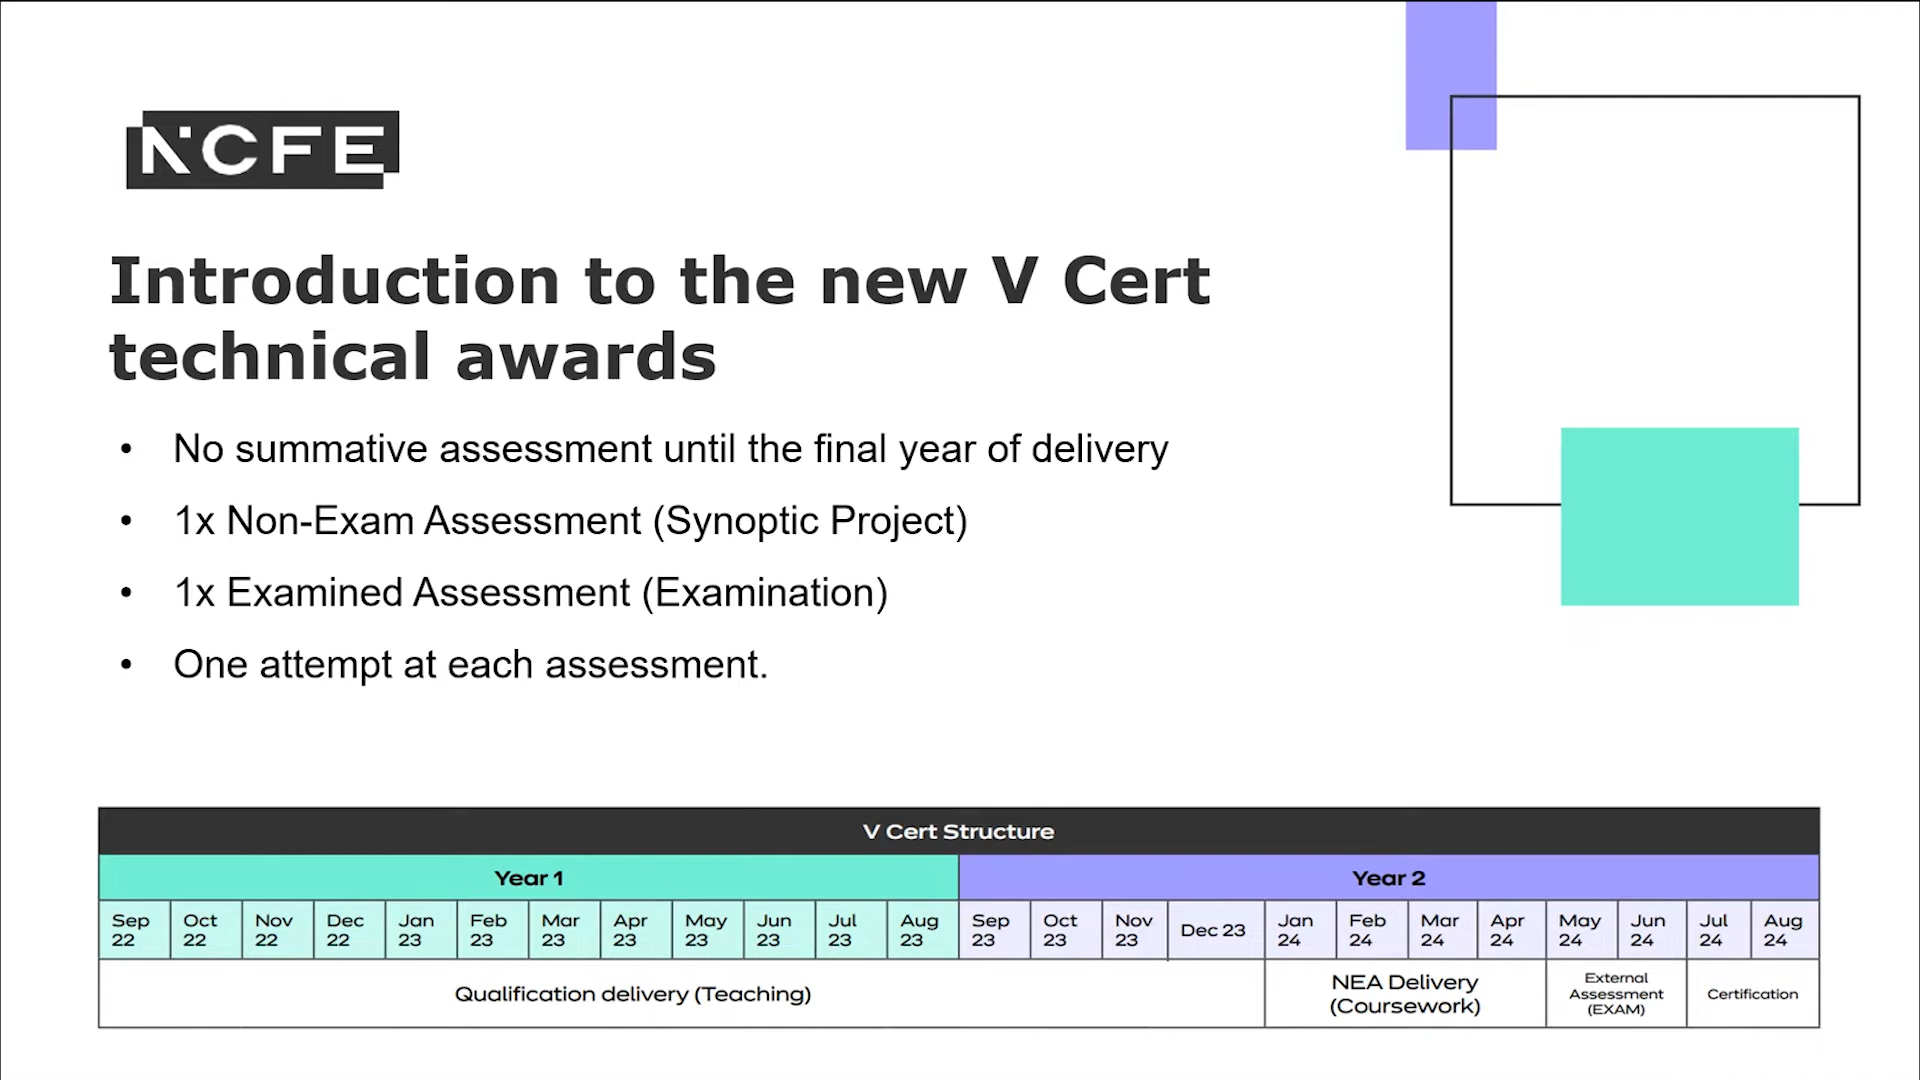 NCFE
Introduction to the new V Cert
technical awards
• No summative assessment until the final year of delivery
• 1x Non-Exam Assessment (Synoptic Project)
• 1x Examined Assessment (Examination)
• One attempt at each assessment.
V Cert Structure
Year 1 Year 2
Sep 22 Oct 22 Nov 22 Dec 22 Jan 23 Feb 23 Mar 23 Apr 23 May 23 Jun 23 Jul 23 Aug 23 Sep 23 Oct 23 Nov 23 Dec 23 Jan 24 Feb 24 Mar 24 Apr 24 May 24 Jun 24 Jul 24 Aug 24
Qualification delivery (Teaching)
NEA Delivery
(Coursework)
External
Assessment
(EXAM)
Certification